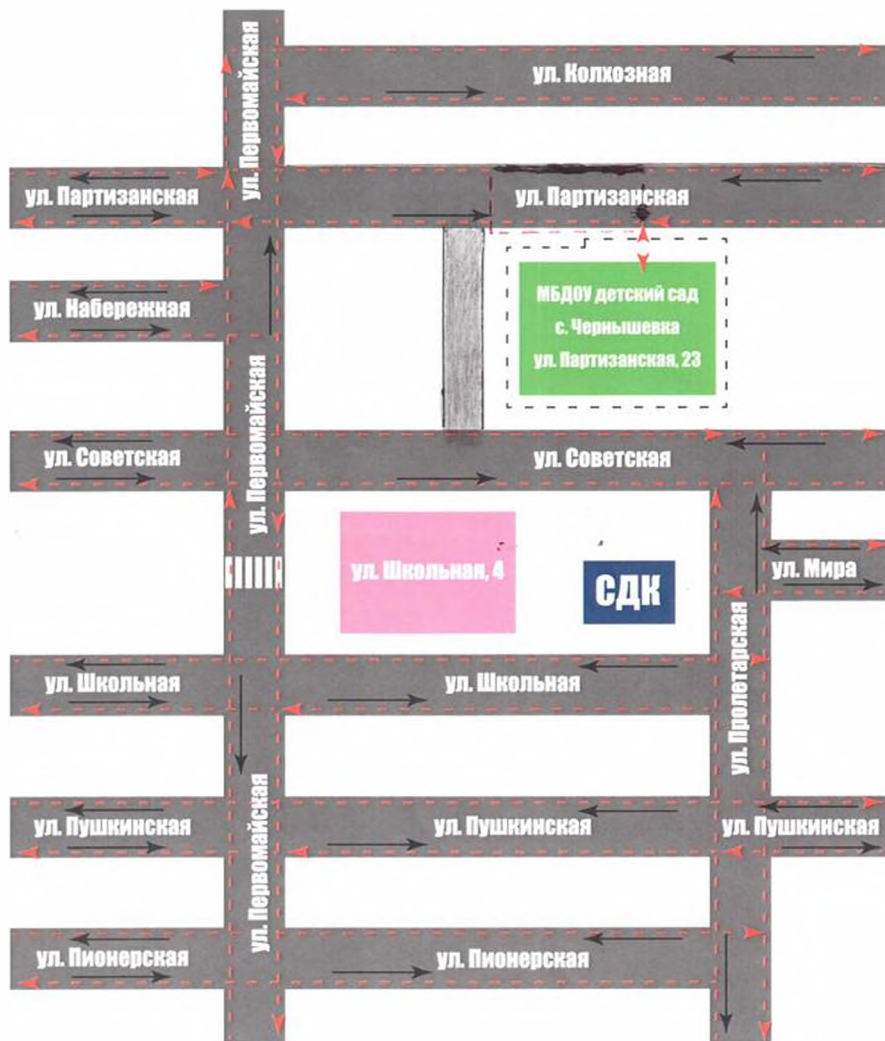 ул. Первомайская
ул. Колхозная
ул. Партизанская
ул. Партизанская
ул. Набережная
МБДОУ детский сад
с. Чернышевка
ул. Партизанская, 23
ул. Первомайская
ул. Советская
ул. Советская
ул. Школьная, 4
СДК
ул. Мира
ул. Школьная
ул. Школьная
ул. Пролетарская
ул. Первомайская
ул. Пушкинская
ул. Пушкинская
ул. Пушкинская
ул. Пионерская
ул. Пионерская